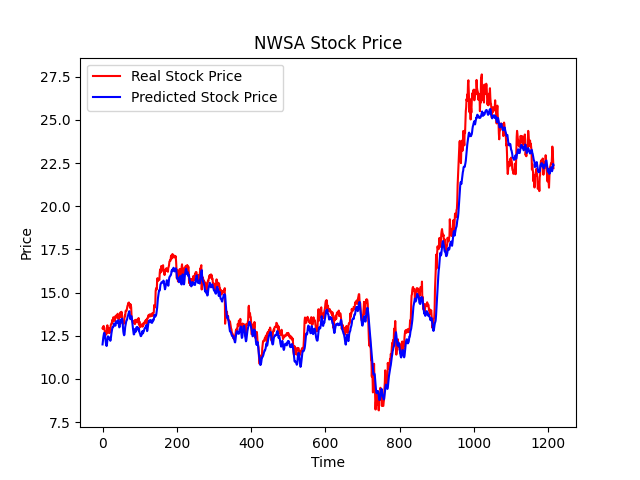 NWSA Stock Price
Real Stock Price
Predicted Stock Price
27.5
25.0
22.5
20.0
17.5
15.0
12.5
10.0
7.5
Price
0 200 400 600 800 1000 1200
Time